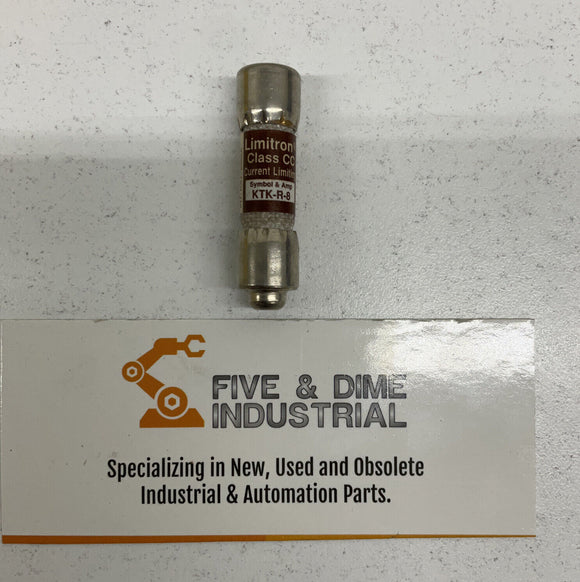 Limitron
Class CC
Current Limiting
Symbol & Amp
KTK-R-8
FIVE & DIME
INDUSTRIAL
Specializing in New, Used and Obsolete
Industrial & Automation Parts.